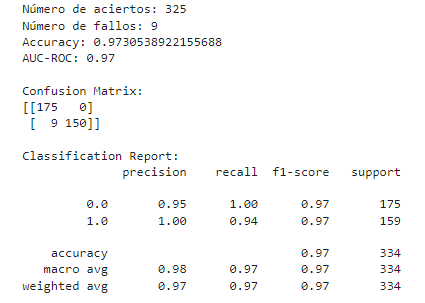 Número de aciertos: 325
Número de fallos: 9
Accuracy: 0.9730538922155688
AUC-ROC: 0.97

Confusion Matrix:
[[175   0]
 [  9 150]]

Classification Report:
              precision    recall  f1-score   support

         0.0       0.95      1.00      0.97       175
         1.0       1.00      0.94      0.97       159

    accuracy                           0.97       334
   macro avg       0.98      0.97      0.97       334
weighted avg       0.97      0.97      0.97       334